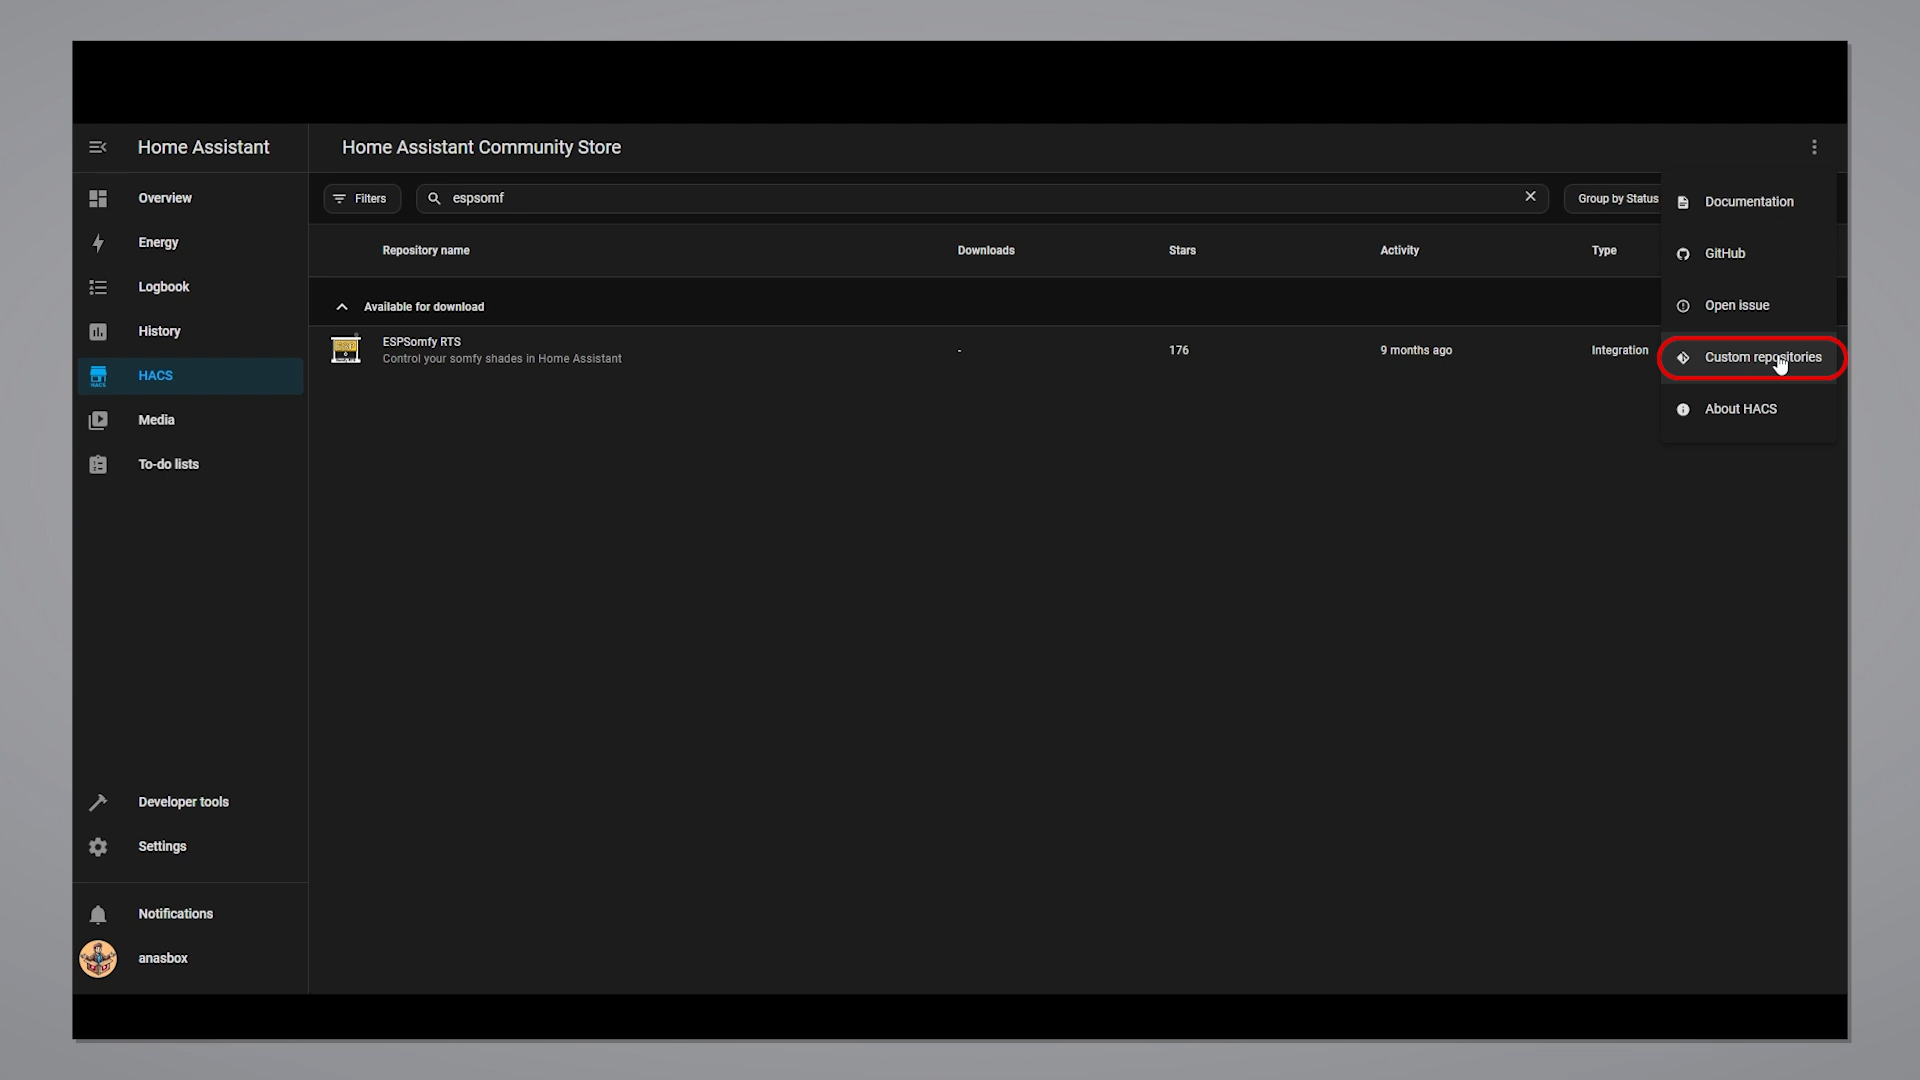 Home Assistant
Home Assistant Community Store
Overview
Energy
Logbook
History
HACS
HACS
Media
To-do lists
Developer tools
Settings
Notifications
anasbox
Filters
espsomf
Group by Status
Repository name
Downloads
Stars
Activity
Type
Available for download
ESP
ESPSomfy RTS
Control your somfy shades in Home Assistant
-
176
9 months ago
Integration
Documentation
GitHub
Open issue
Custom repositories
About HACS